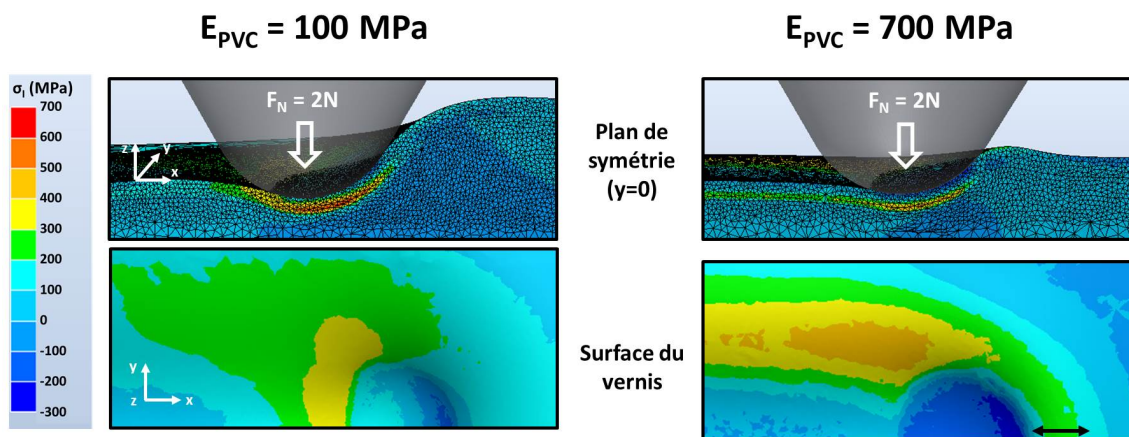 E_PVC = 100 MPa
E_PVC = 700 MPa
σ_I (MPa)
700
600
500
400
300
200
100
0
-100
-200
-300
F_N = 2N
z
y
x
Plan de
symétrie
(y=0)
F_N = 2N
y
z
x
Surface du
vernis